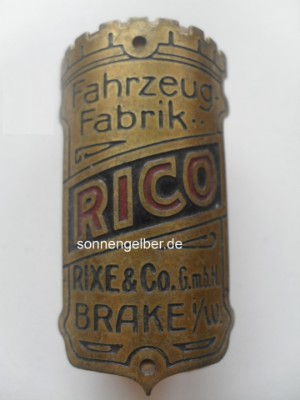 Fahrzeug-
Fabrik..
RICO
sonnengelber.de
RIXE & Co. G.m.b.H.
BRAKE i/W.